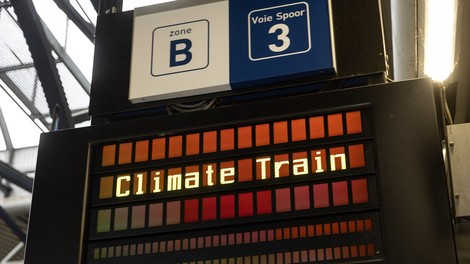 zone
B
Voie Spoor
3
Climate Train